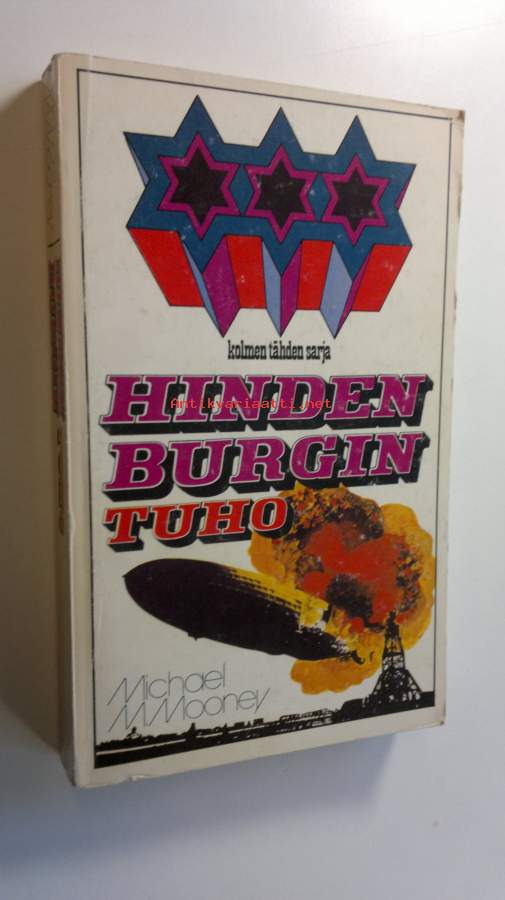 kolmen tähden sarja
HINDEN
Antikvariaatti.net
BURGIN
TUHO
Michael
M.Mooney